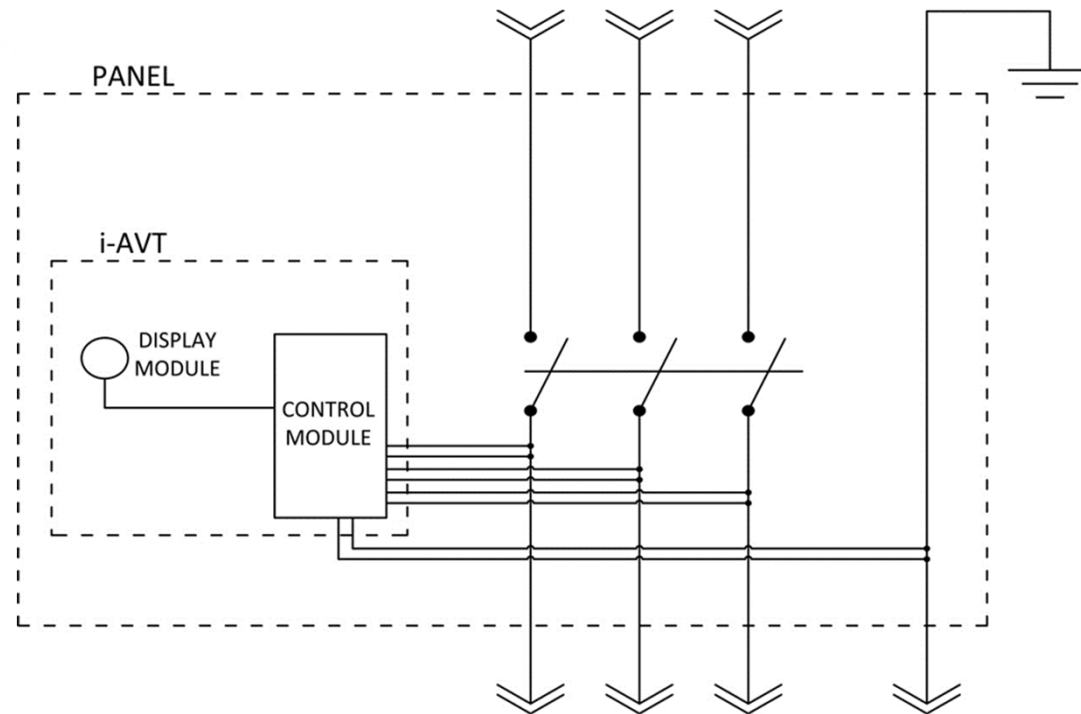 PANEL
i-AVT
DISPLAY
MODULE
CONTROL
MODULE